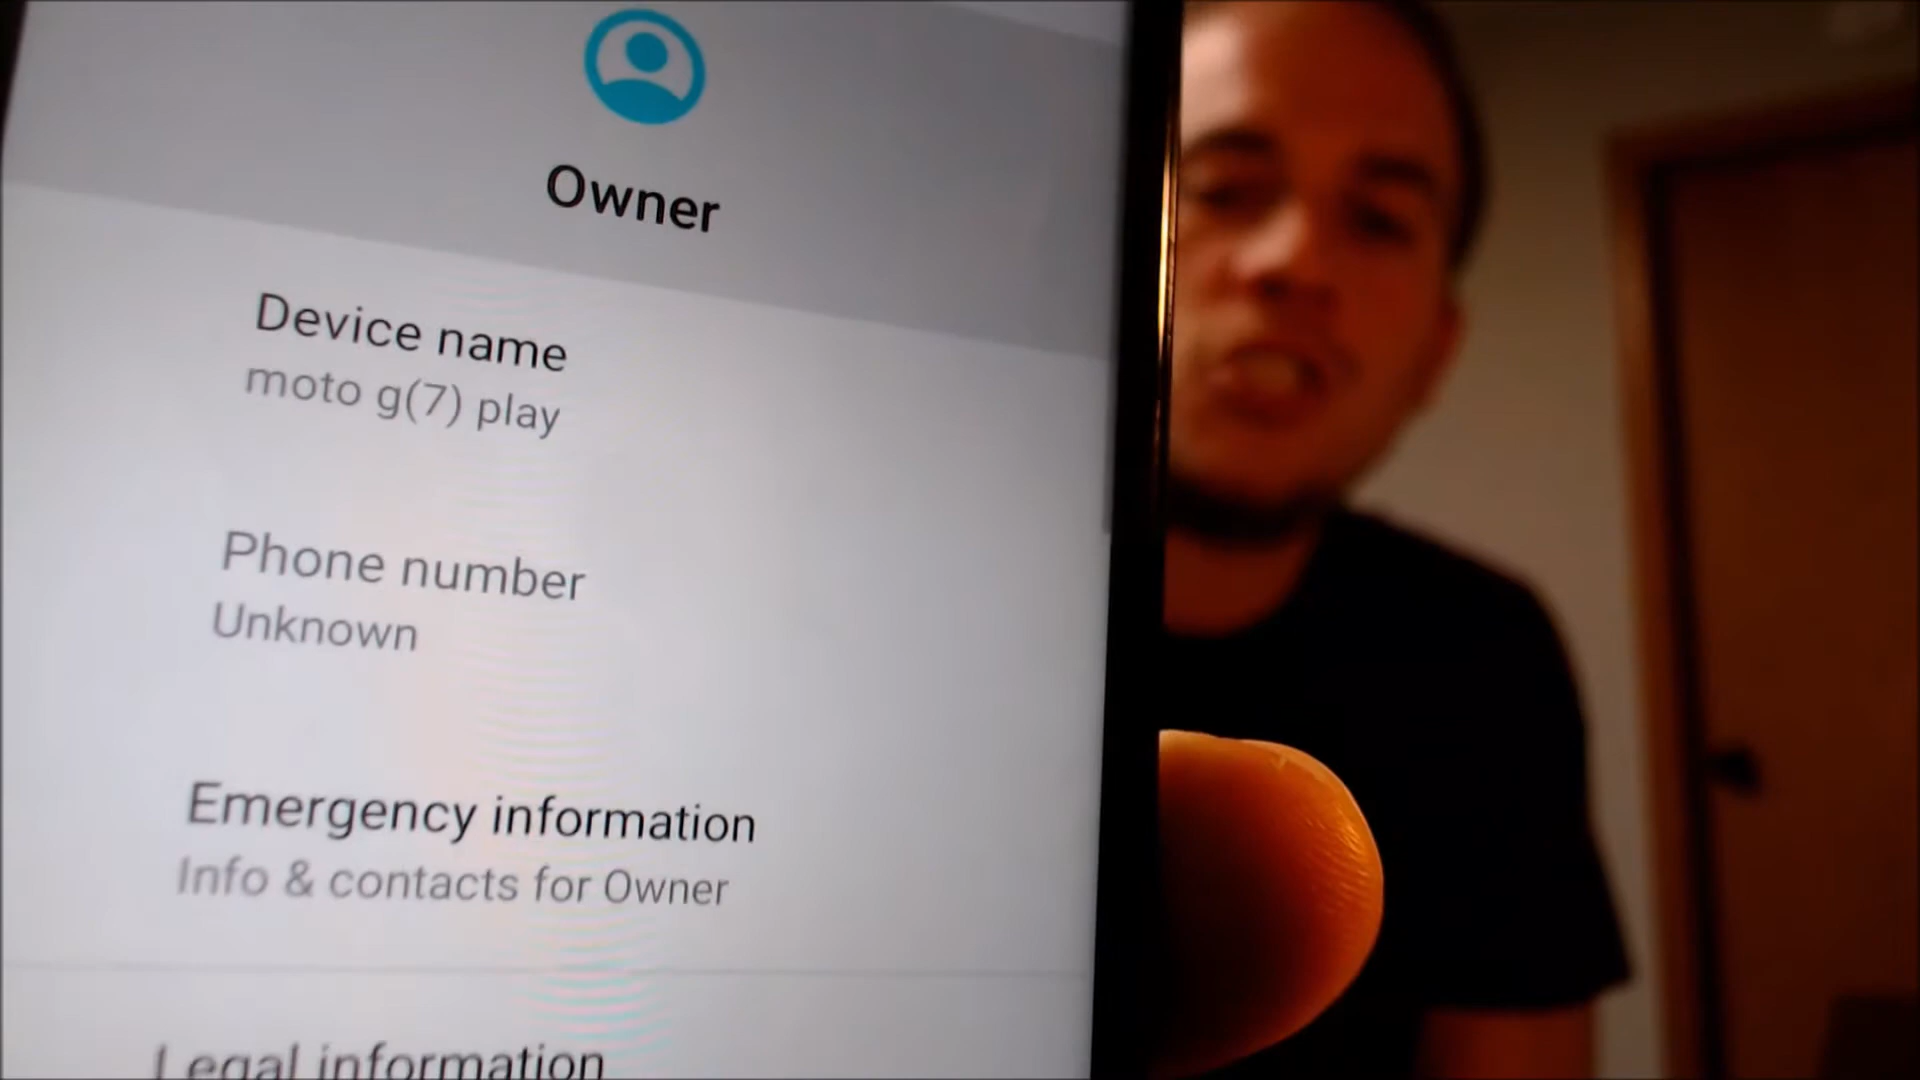 Owner
Device name
moto g(7) play
Phone number
Unknown
Emergency information
Info & contacts for Owner
Legal information